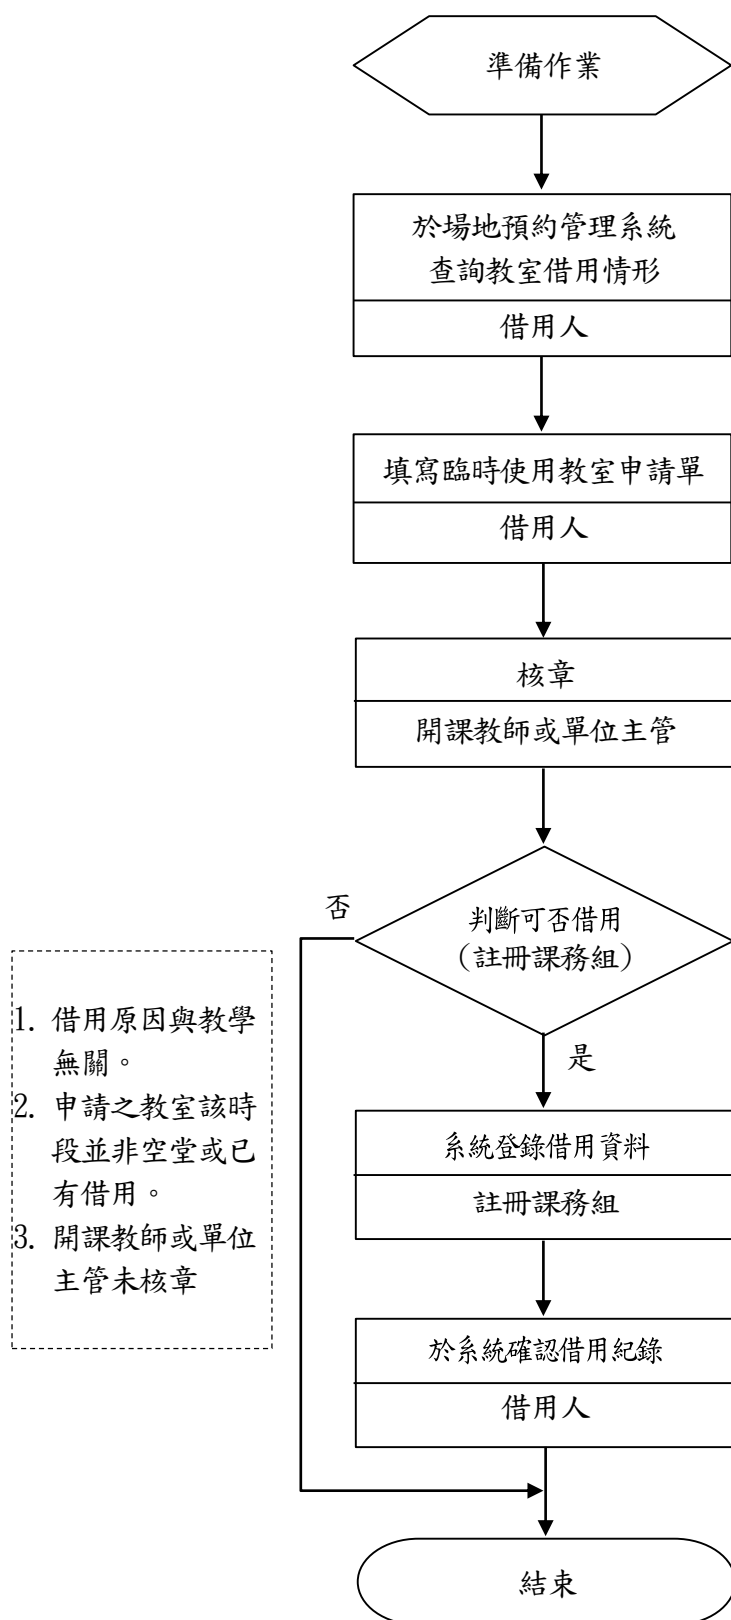 準備作業
於場地預約管理系統
查詢教室借用情形
借用人
填寫臨時使用教室申請單
借用人
核章
開課教師或單位主管
否
判斷可否借用
(註冊課務組)
是
1. 借用原因與教學
無關。
2. 申請之教室該時
段並非空堂或已
有借用。
3. 開課教師或單位
主管未核章
系統登錄借用資料
註冊課務組
於系統確認借用紀錄
借用人
結束